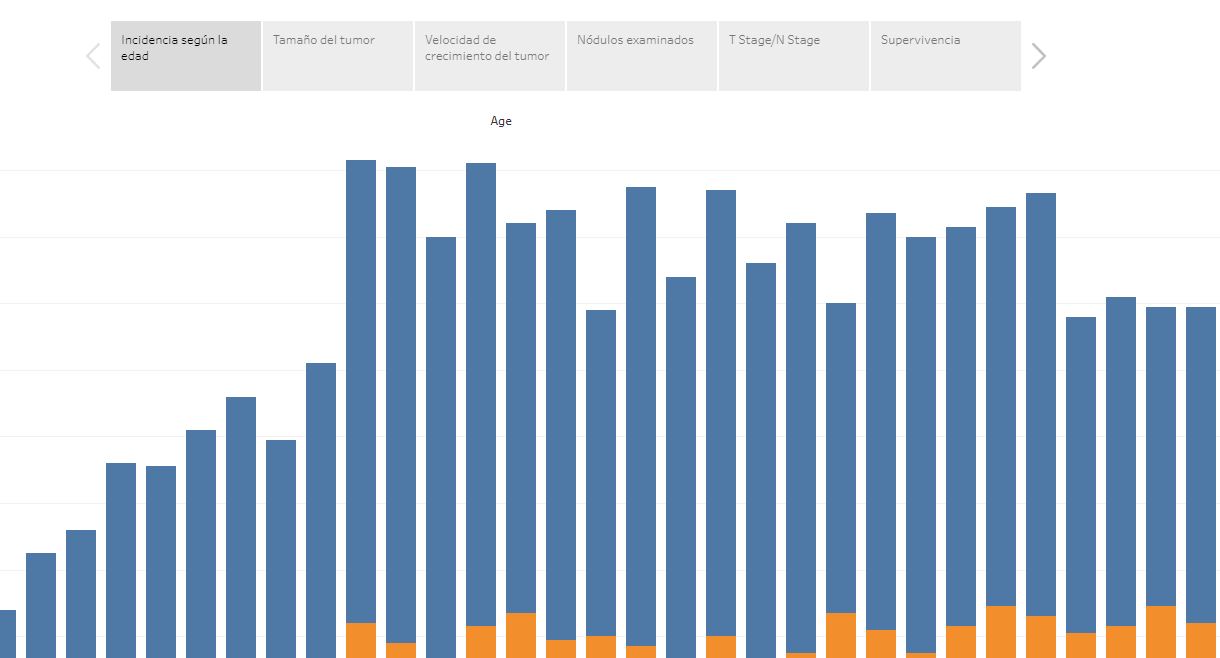 Incidencia según la
edad
Tamaño del tumor
Velocidad de
crecimiento del tumor
Nódulos examinados
T Stage/N Stage
Supervivencia
Age